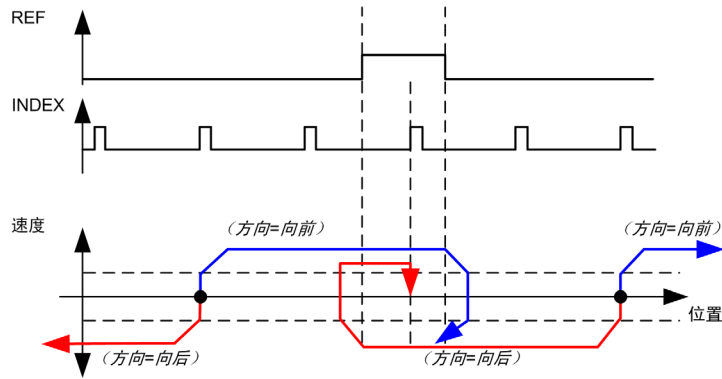 REF
INDEX
速度
（方向=向前）
（方向=向前）
位置
（方向=向后）
（方向=向后）